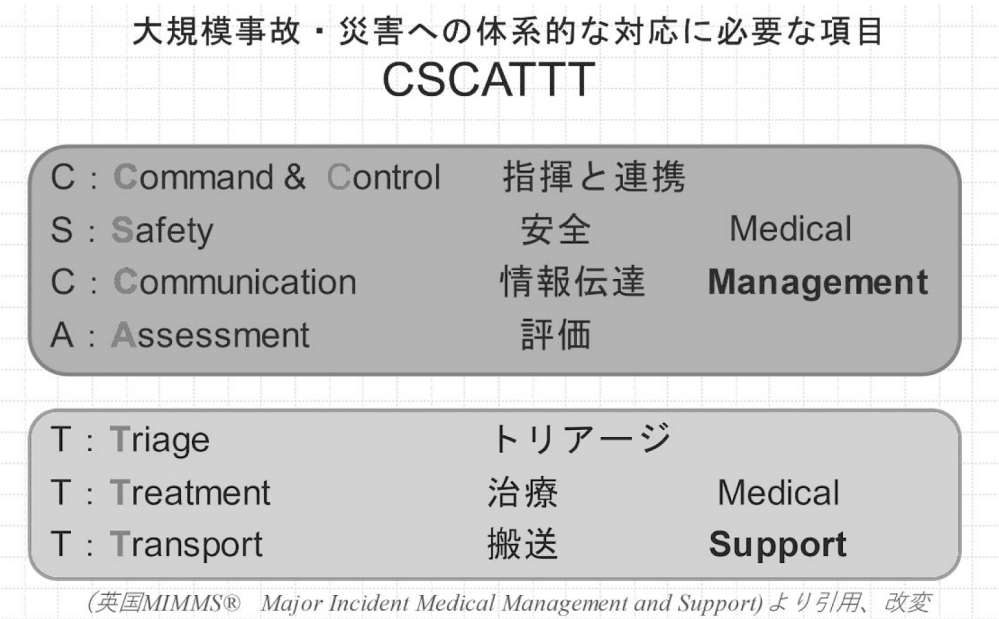 大規模事故・災害への体系的な対応に必要な項目
CSCATTT
C : Command & Control 指揮と連携
S : Safety 安全 Medical
C : Communication 情報伝達 Management
A : Assessment 評価
T : Triage トリアージ
T : Treatment 治療 Medical
T : Transport 搬送 Support
(英国MIMMS® Major Incident Medical Management and Support)より引用、改変